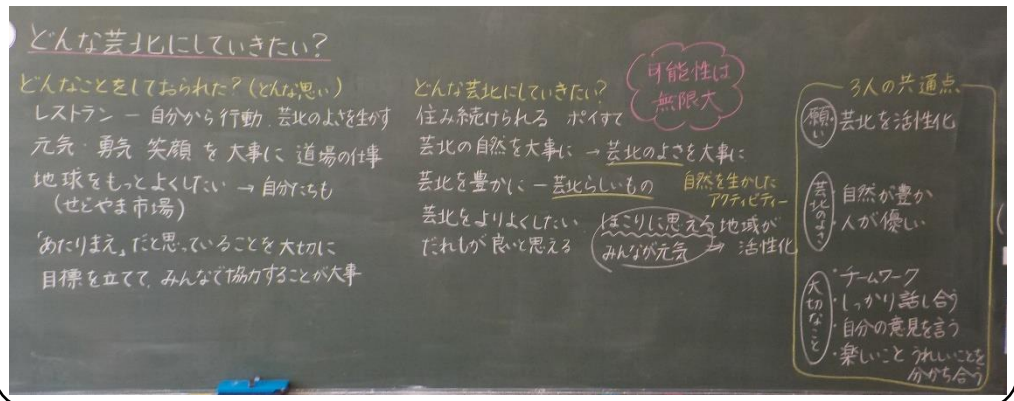 どんな芸北にしていきたい?
どんなことをしておられた?(どんな思い)
レストラン ー 自分から行動 芸北のよさを生かす
元気・勇気 笑顔 を 大事に 道場の仕事
地球をもっとよくしたい → 自分たちも
(せどやま市場)
「あたりまえ」だと思っていることを大切に
目標を立てて、みんなで協力することが大事
どんな芸北にしていきたい?
可能性は
無限大
住み続けられる ポイすて
芸北の自然を大事に → 芸北のよさを大事に
芸北を豊かに ー 芸北らしいもの
自然を生かした
アクティビティー
芸北をよりよくしたい ほこりに思える 地域が
だれもが良いと思える みんなが元気 → 活性化
3人の共通点
願い 芸北を活性化
芸北のよさ
・自然が豊か
・人が優しい
大切なこと
・チームワーク
・しっかり話し合う
・自分の意見を言う
・楽しいこと うれしいことを
分かち合う